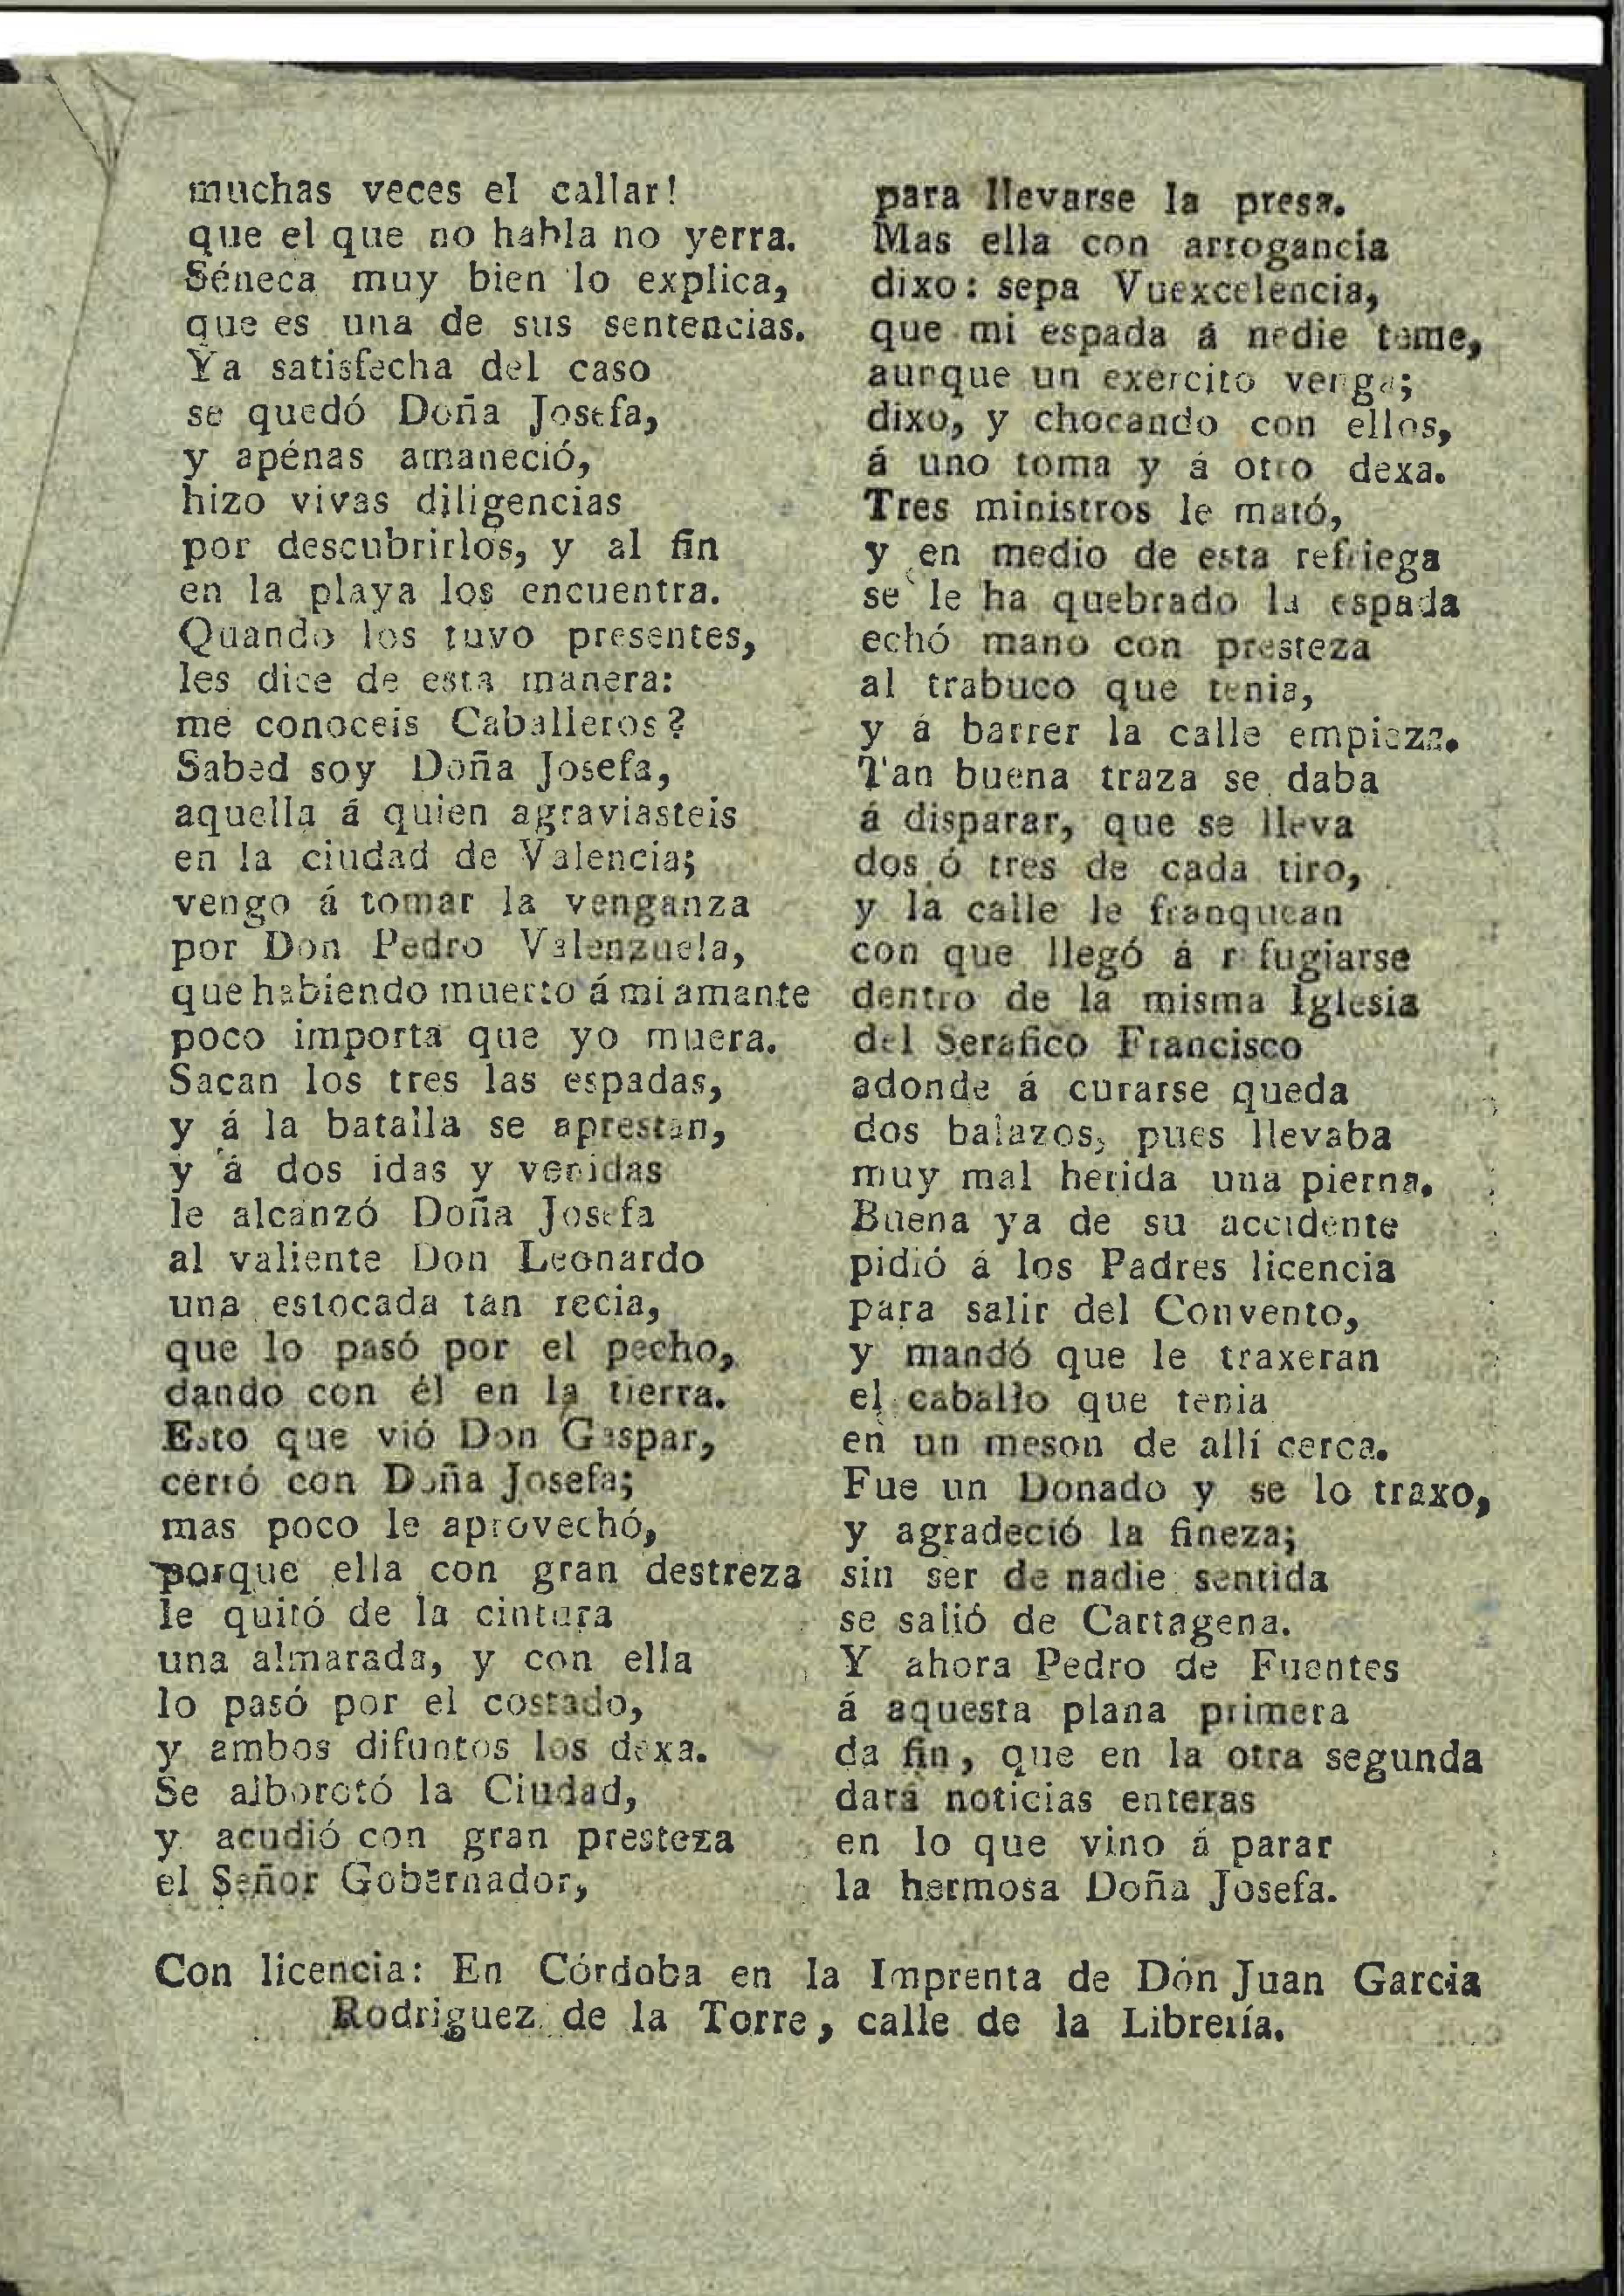 muchas veces el callar!
que el que no habla no yerra.
Séneca muy bien lo explica,
que es una de sus sentencias.
Ya satisfecha del caso
se quedó Doña Josefa,
y apénas amaneció,
hizo vivas diligencias
por descubrirlos, y al fin
en la playa los encuentra.
Quando los tuvo presentes,
les dice de esta manera:
me conoceis Caballeros?
Sabed soy Doña Josefa,
aquella á quien agraviasteis
en la ciudad de Valencia;
vengo á tomar la venganza
por Don Pedro Valenzuela,
que habiendo muerto á mi amante
poco importa que yo muera.
Sacan los tres las espadas,
y á la batalla se aprestan,
y á dos idas y venidas
le alcanzó Doña Josefa
al valiente Don Leonardo
una estocada tan recia,
que lo pasó por el pecho,
dando con él en la tierra.
Esto que vió Don Gaspar,
cerró con Doña Josefa;
mas poco le aprovechó,
porque ella con gran destreza
le quitó de la cintura
una almarada, y con ella
lo pasó por el costado,
y ambos difuntos los dexa.
Se alborotó la Ciudad,
y acudió con gran presteza
el Señor Gobernador,
para llevarse la presa.
Mas ella con arrogancia
dixo: sepa Vuexcelencia,
que mi espada á nadie teme,
aunque un exercito venga;
dixo, y chocando con ellos,
á uno toma y á otro dexa.
Tres ministros le mató,
y en medio de esta refriega
se le ha quebrado la espada
echó mano con presteza
al trabuco que tenia,
y á barrer la calle empieza.
Tan buena traza se daba
á disparar, que se lleva
dos ó tres de cada tiro,
y la calle le franquean
con que llegó á refugiarse
dentro de la misma Iglesia
del Serafico Francisco
adonde á curarse queda
dos balazos, pues llevaba
muy mal herida una pierna.
Buena ya de su accidente
pidió á los Padres licencia
para salir del Convento,
y mandó que le traxeran
el caballo que tenia
en un meson de allí cerca.
Fue un Donado y se lo traxo,
y agradeció la fineza;
sin ser de nadie sentida
se salió de Cartagena.
Y ahora Pedro de Fuentes
á aquesta plana primera
da fin, que en la otra segunda
dará noticias enteras
en lo que vino á parar
la hermosa Doña Josefa.
Con licencia: En Córdoba en la Imprenta de Dón Juan Garcia
Rodriguez de la Torre, calle de la Librería.